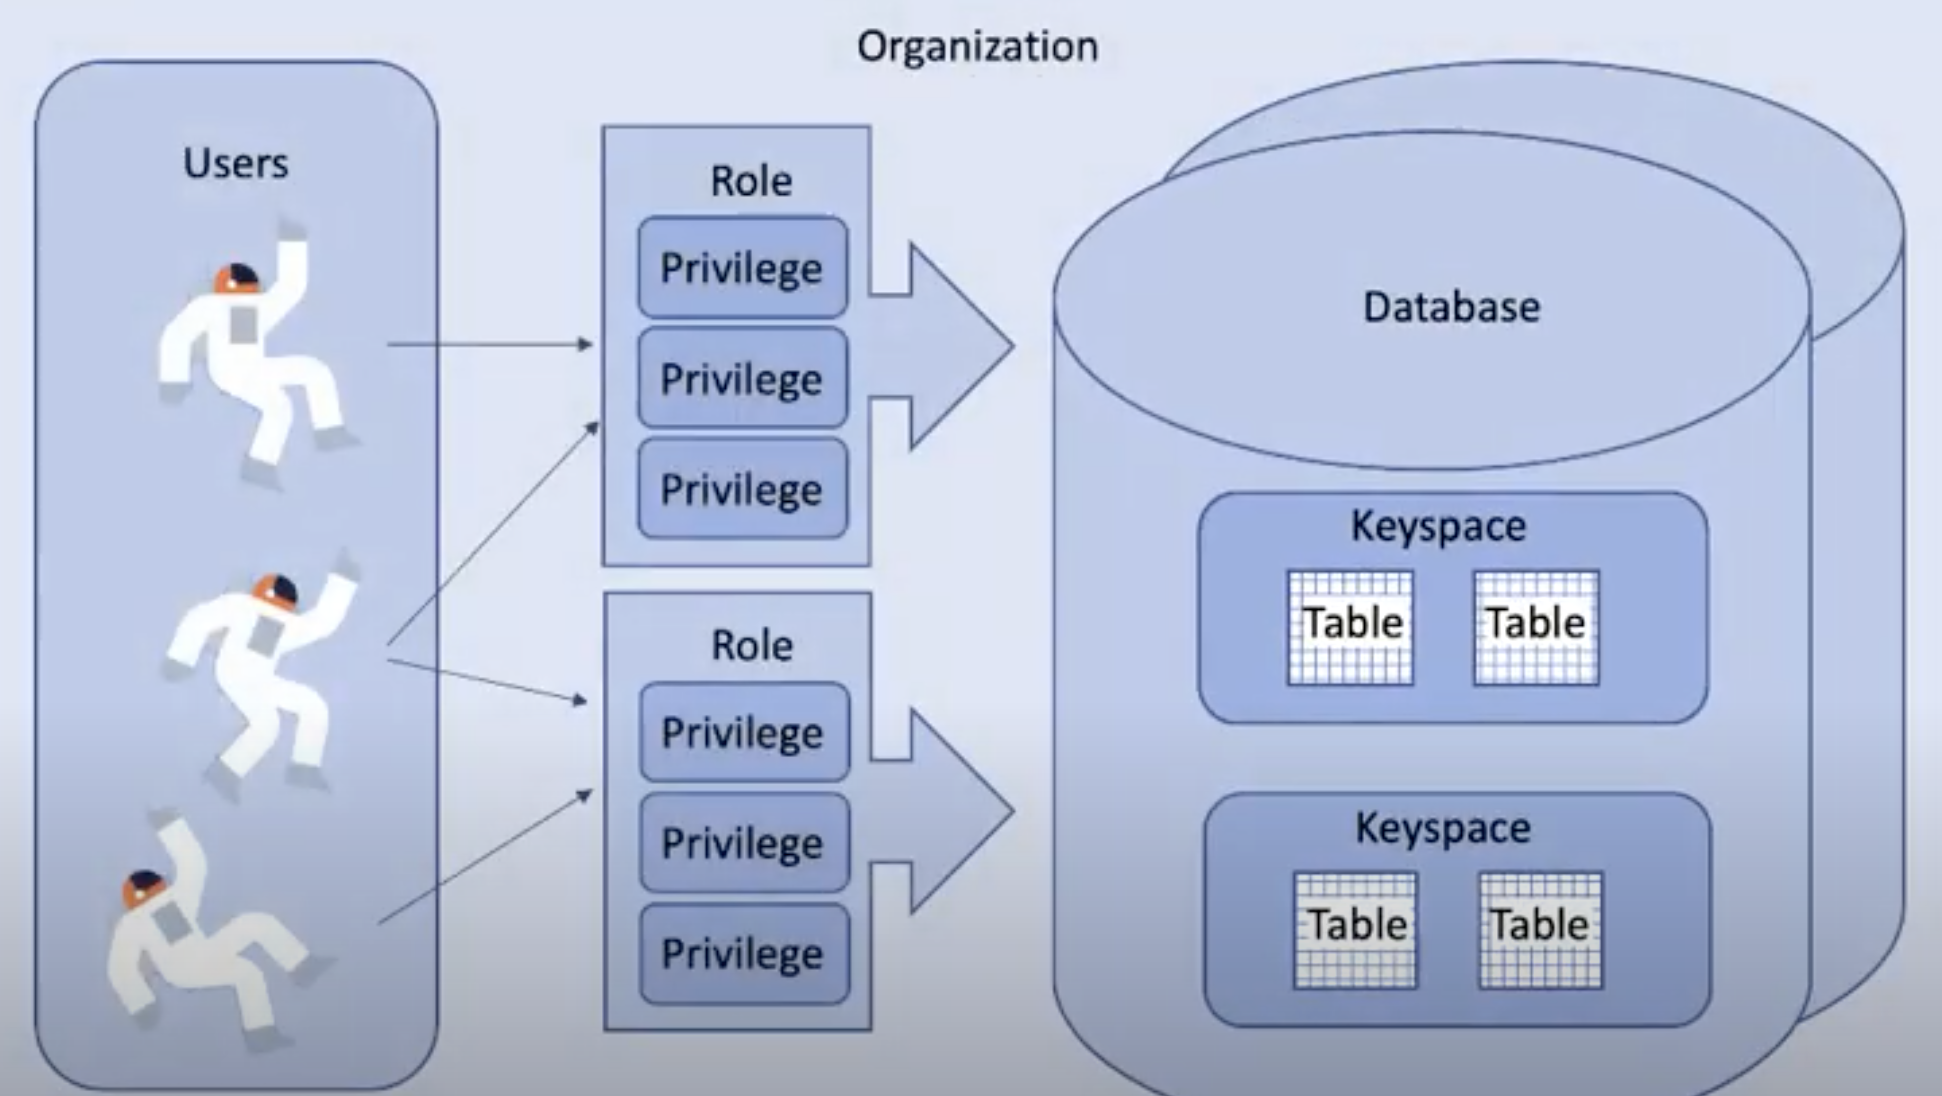 Organization
Users
Role
Privilege
Privilege
Privilege
Role
Privilege
Privilege
Privilege
Database
Keyspace
Table Table
Keyspace
Table Table